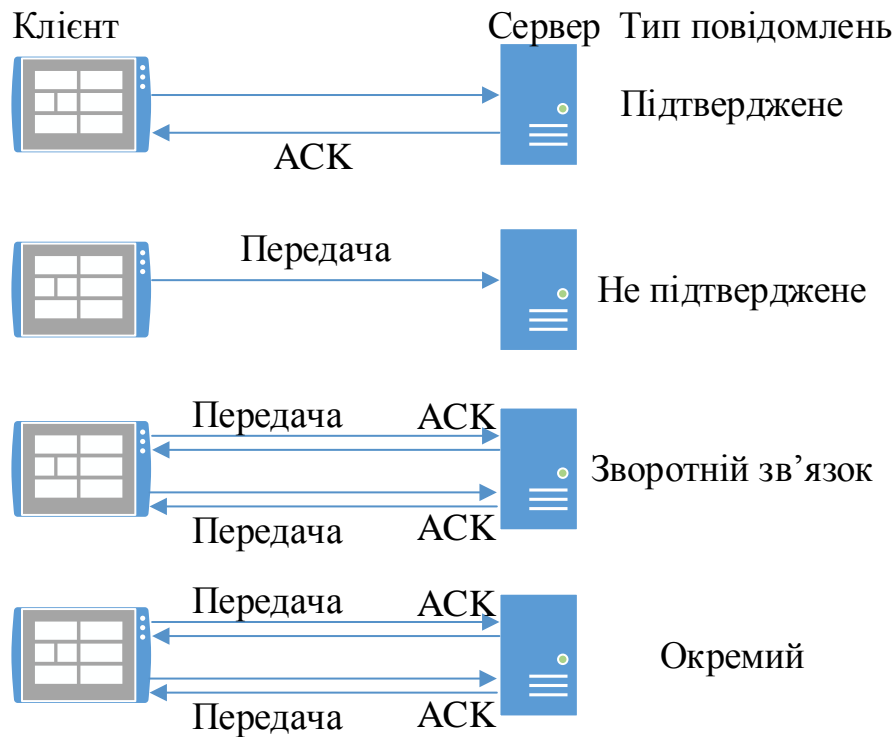 Клієнт
Сервер Тип повідомлень
Підтверджене
ACK
Передача
Не підтверджене
Передача ACK
Зворотній зв’язок
Передача ACK
Передача ACK
Окремий
Передача ACK